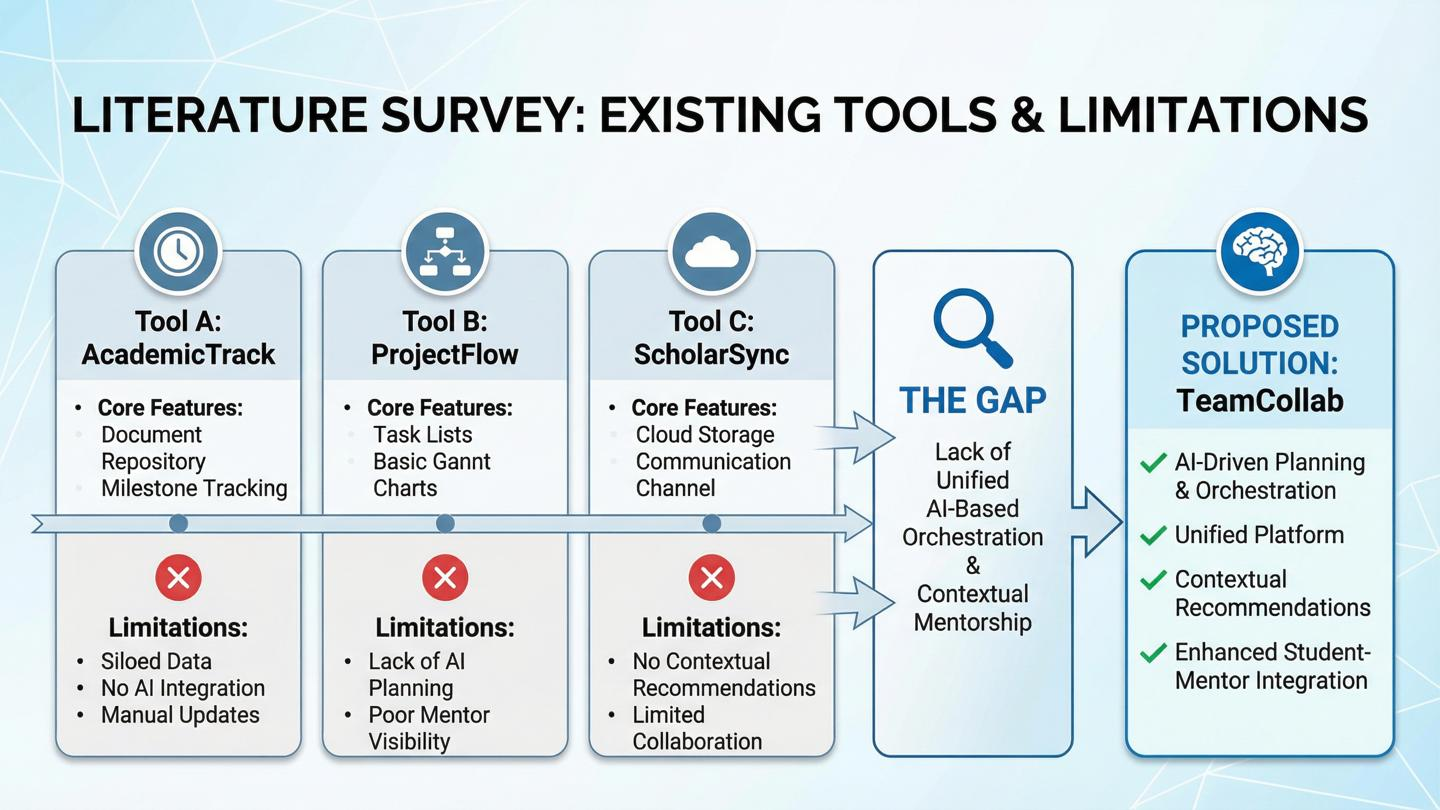 LITERATURE SURVEY: EXISTING TOOLS & LIMITATIONS
Tool A:
AcademicTrack
• Core Features:
• Document
Repository
• Milestone Tracking
Limitations:
• Siloed Data
• No AI Integration
• Manual Updates
Tool B:
ProjectFlow
• Core Features:
• Task Lists
• Basic Gannt
Charts
Limitations:
• Lack of AI
Planning
• Poor Mentor
Visibility
Tool C:
ScholarSync
• Core Features:
• Cloud Storage
• Communication
Channel
Limitations:
• No Contextual
Recommendations
• Limited
Collaboration
THE GAP
Lack of
Unified
AI-Based
Orchestration
&
Contextual
Mentorship
PROPOSED
SOLUTION:
TeamCollab
AI-Driven Planning
& Orchestration
Unified Platform
Contextual
Recommendations
Enhanced Student-
Mentor Integration